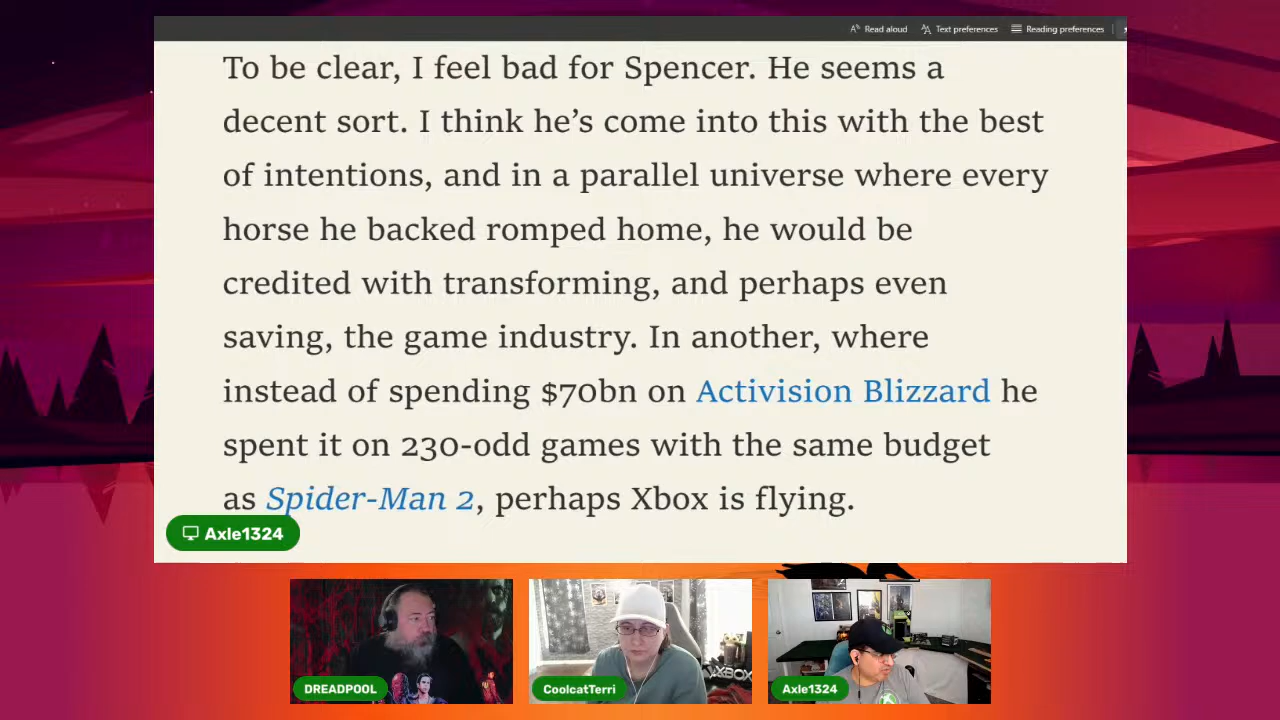 Read aloud Text preferences Reading preferences
To be clear, I feel bad for Spencer. He seems a
decent sort. I think he’s come into this with the best
of intentions, and in a parallel universe where every
horse he backed romped home, he would be
credited with transforming, and perhaps even
saving, the game industry. In another, where
instead of spending $70bn on Activision Blizzard he
spent it on 230-odd games with the same budget
as Spider-Man 2, perhaps Xbox is flying.
Axle1324
DREADPOOL
CoolcatTerri
XBOX
Axle1324